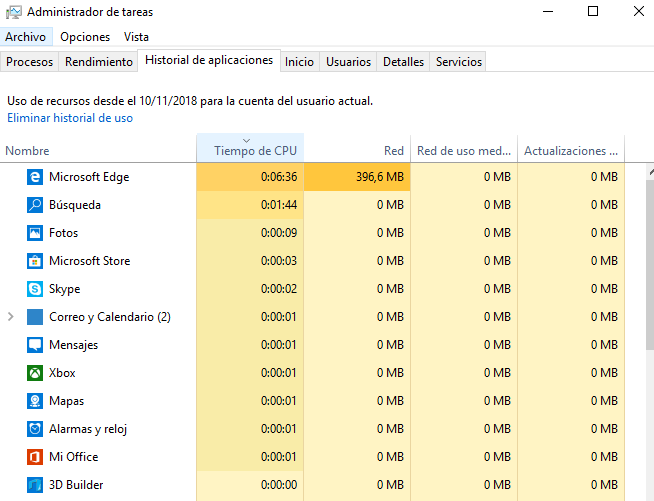 Administrador de tareas
Archivo Opciones Vista
Procesos Rendimiento Historial de aplicaciones Inicio Usuarios Detalles Servicios
Uso de recursos desde el 10/11/2018 para la cuenta del usuario actual.
Eliminar historial de uso
Nombre Tiempo de CPU Red Red de uso med... Actualizaciones ...
Microsoft Edge 0:06:36 396,6 MB 0 MB 0 MB
Búsqueda 0:01:44 0 MB 0 MB 0 MB
Fotos 0:00:09 0 MB 0 MB 0 MB
Microsoft Store 0:00:03 0 MB 0 MB 0 MB
Skype 0:00:02 0 MB 0 MB 0 MB
Correo y Calendario (2) 0:00:01 0 MB 0 MB 0 MB
Mensajes 0:00:01 0 MB 0 MB 0 MB
Xbox 0:00:01 0 MB 0 MB 0 MB
Mapas 0:00:01 0 MB 0 MB 0 MB
Alarmas y reloj 0:00:01 0 MB 0 MB 0 MB
Mi Office 0:00:01 0 MB 0 MB 0 MB
3D Builder 0:00:00 0 MB 0 MB 0 MB